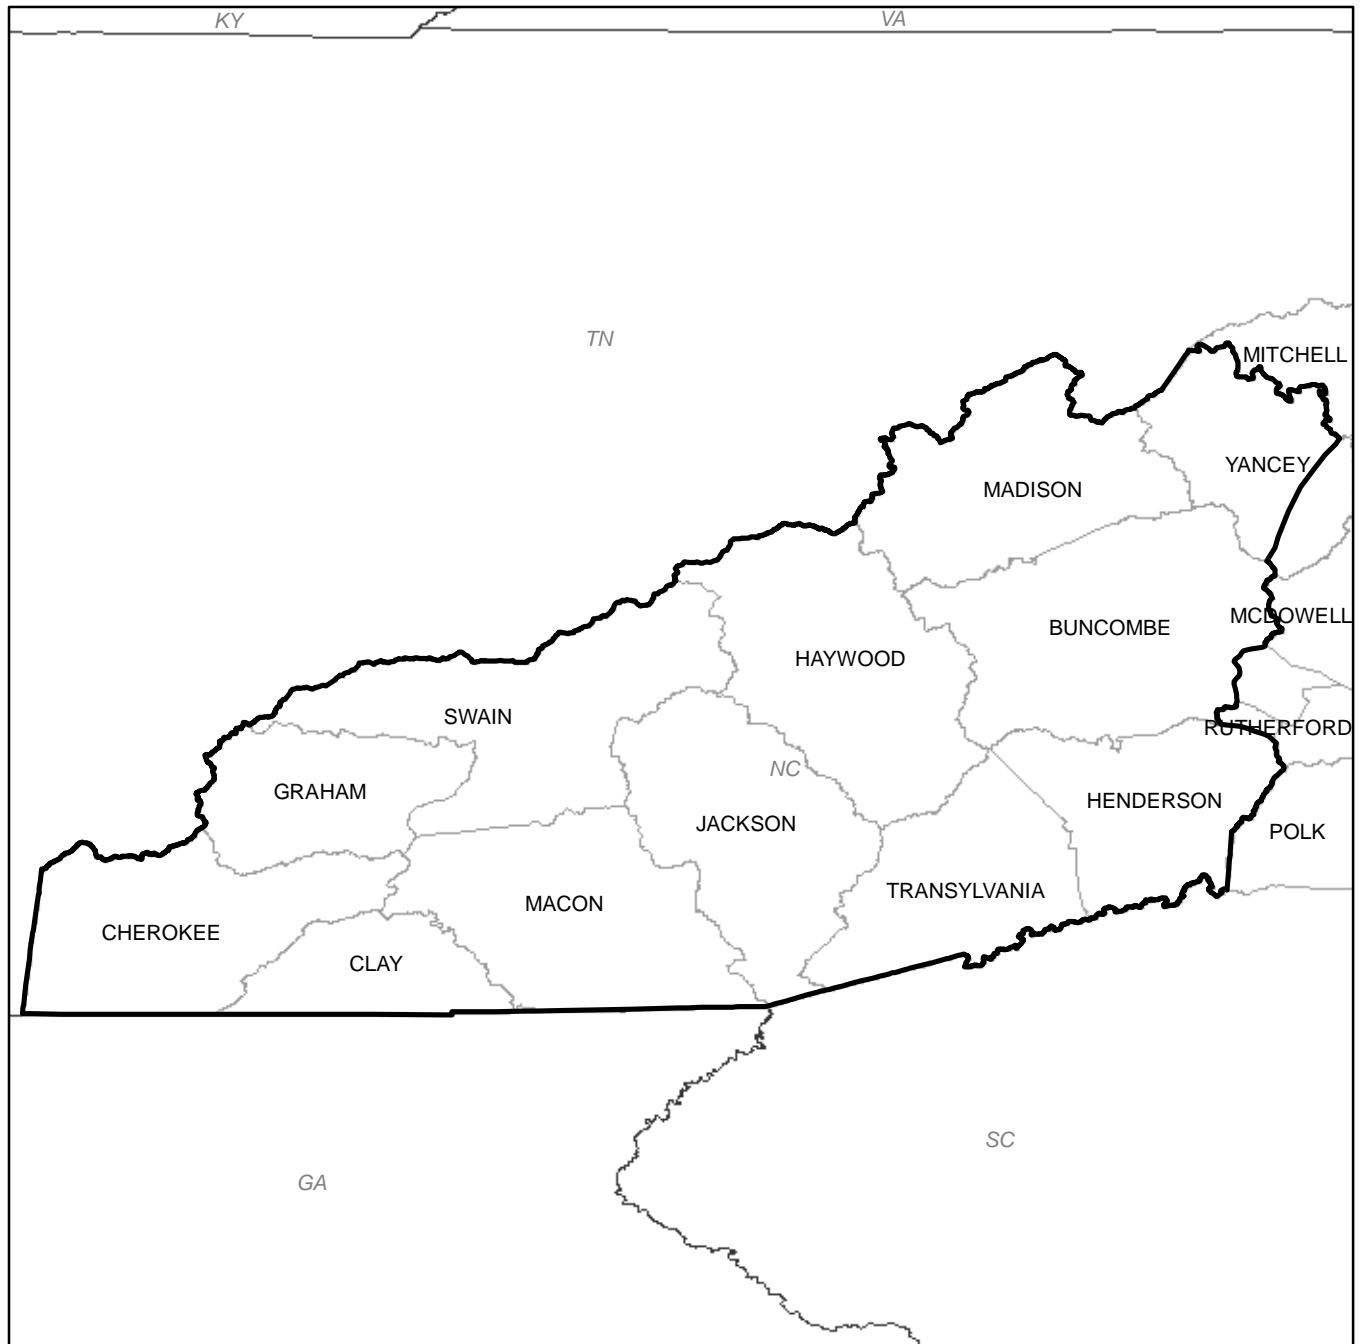 KY
VA
TN
MITCHELL
YANCEY
MADISON
MCDOWELL
BUNCOMBE
HAYWOOD
SWAIN
RUTHERFORD
NC
GRAHAM
HENDERSON
JACKSON
POLK
TRANSYLVANIA
MACON
CHEROKEE
CLAY
SC
GA